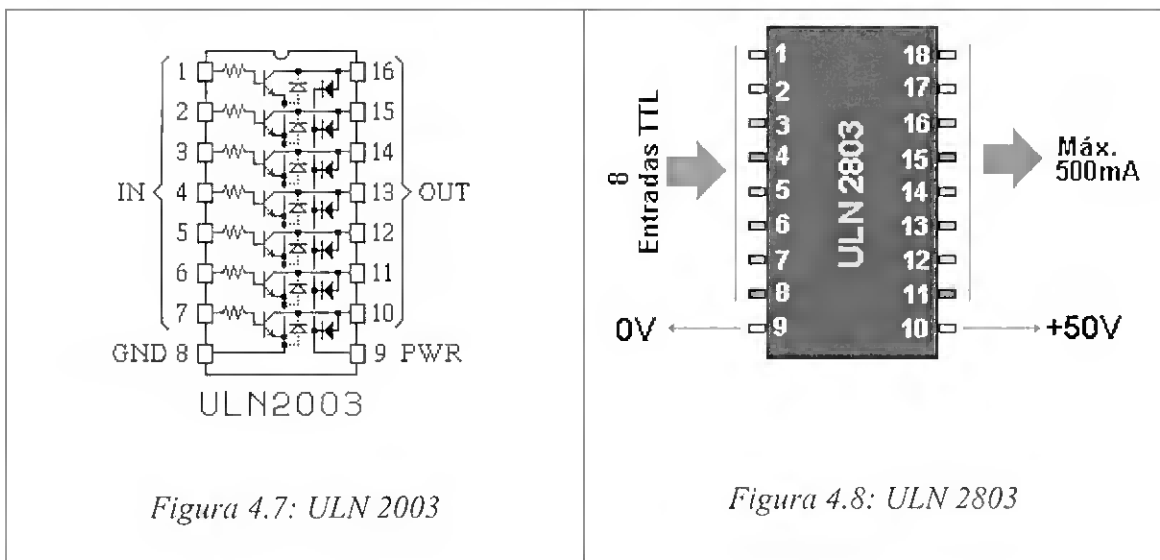 1 16
2 15
3 14
IN 4 13 OUT
5 12
6 11
7 10
GND 8 9 PWR
ULN2003
Figura 4.7: ULN 2003
8
Entradas TTL
1 18
2 17
3 16
4 15
5 14
6 13
7 12
8 11
9 10
ULN 2803
Máx.
500mA
0V
+50V
Figura 4.8: ULN 2803